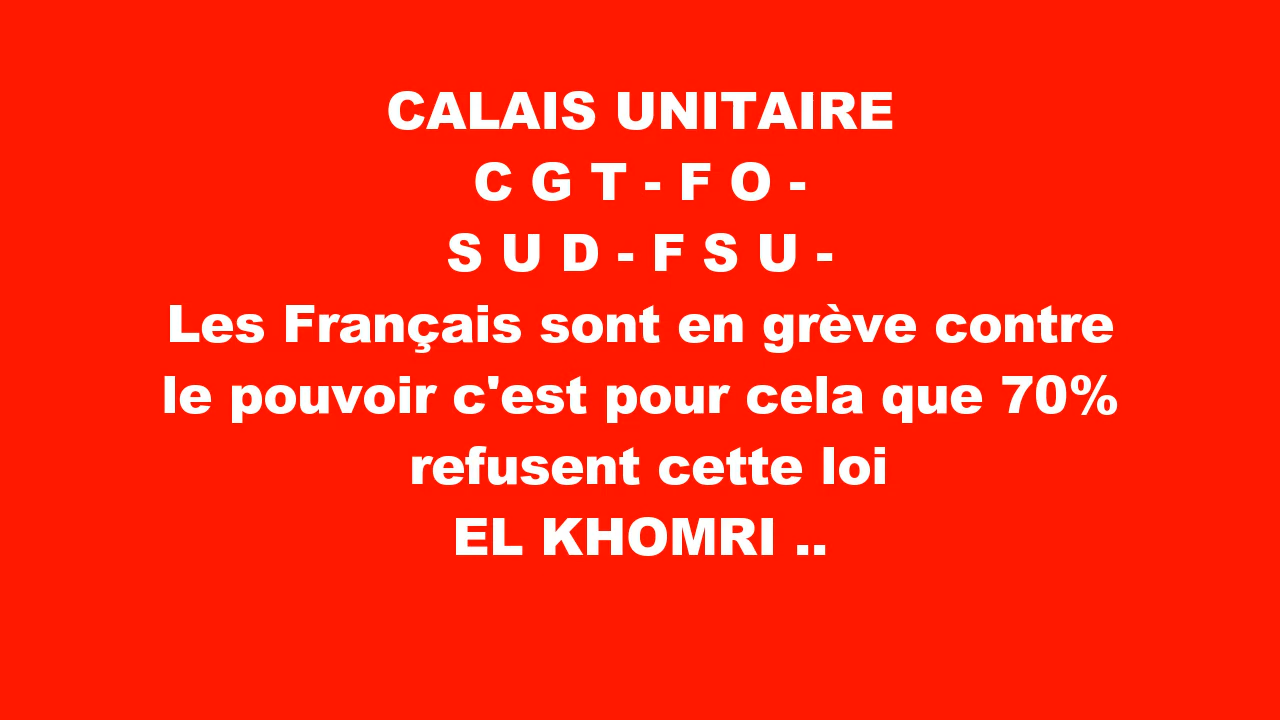 CALAIS UNITAIRE
C G T - F O -
S U D - F S U -
Les Français sont en grève contre
le pouvoir c'est pour cela que 70%
refusent cette loi
EL KHOMRI ..